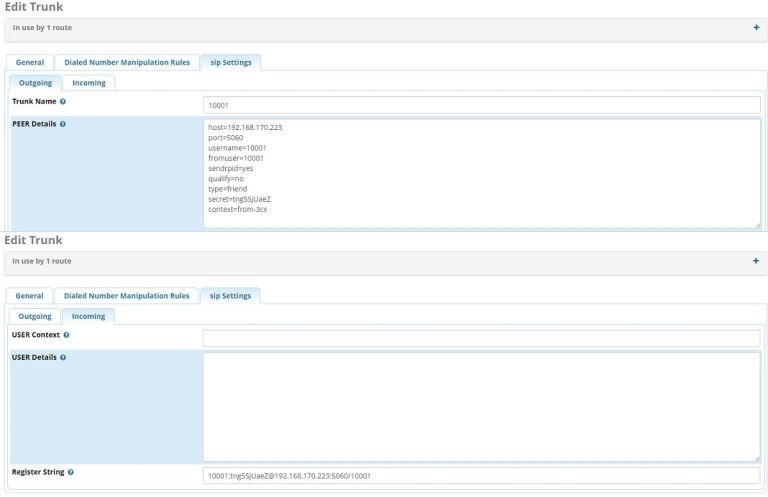 Edit Trunk
In use by 1 route
+
General Dialed Number Manipulation Rules sip Settings
Outgoing Incoming
Trunk Name ?
10001
PEER Details ?
host=192.168.170.223
port=5060
username=10001
fromuser=10001
sendrpid=yes
qualify=no
type=friend
secret=tng5SjUaeZ
context=from-3cx
Edit Trunk
In use by 1 route
+
General Dialed Number Manipulation Rules sip Settings
Outgoing Incoming
USER Context ?
USER Details ?
Register String ?
10001:tng5SjUaeZ@192.168.170.223:5060/10001